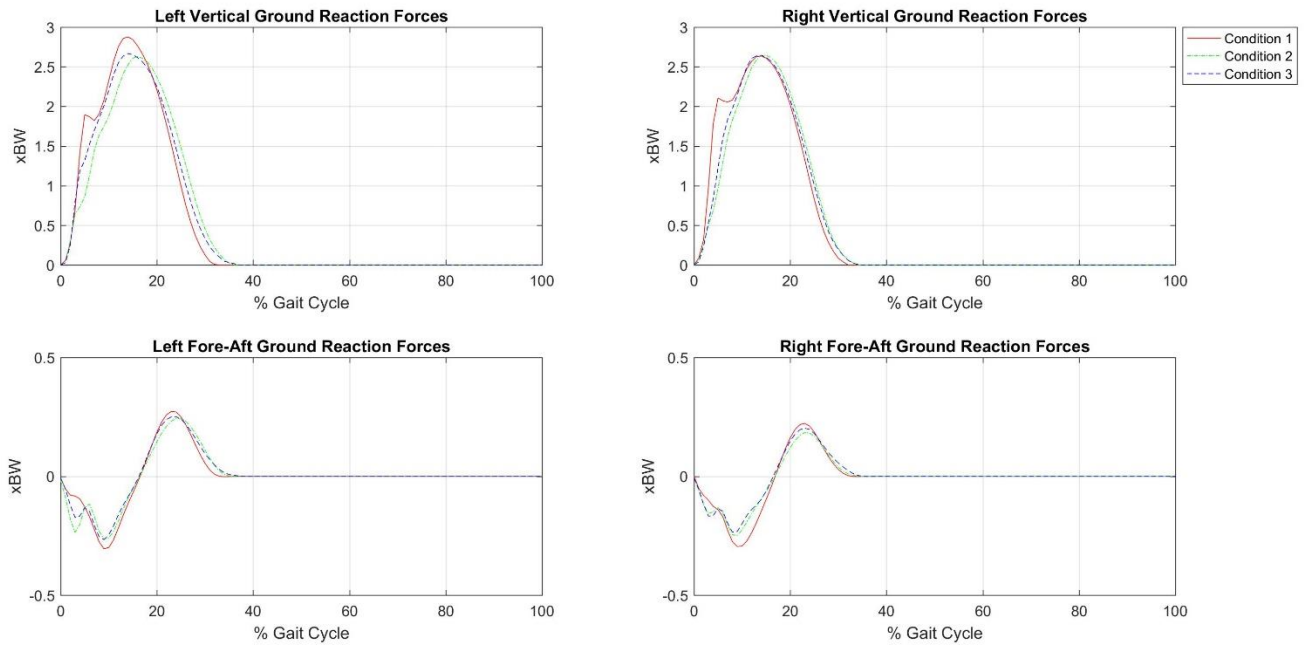 Left Vertical Ground Reaction Forces
3
2.5
2
1.5
1
0.5
0
xBW
0 20 40 60 80 100
% Gait Cycle
Right Vertical Ground Reaction Forces
3
2.5
2
1.5
1
0.5
0
xBW
0 20 40 60 80 100
% Gait Cycle
Condition 1
Condition 2
Condition 3
Left Fore-Aft Ground Reaction Forces
0.5
0
-0.5
xBW
0 20 40 60 80 100
% Gait Cycle
Right Fore-Aft Ground Reaction Forces
0.5
0
-0.5
xBW
0 20 40 60 80 100
% Gait Cycle